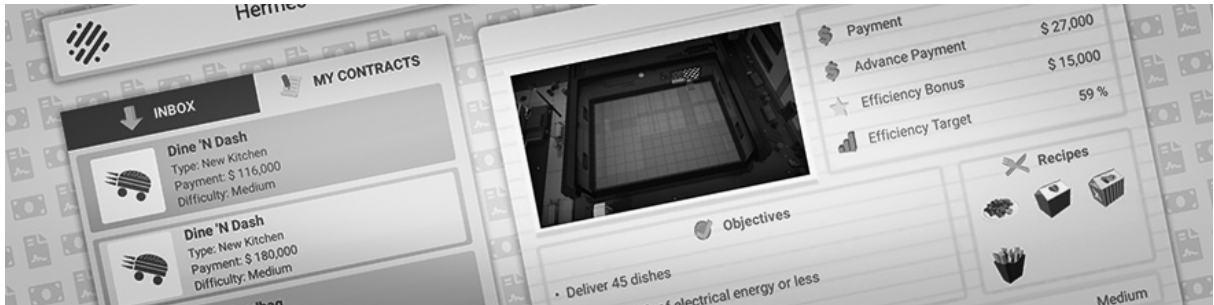 INBOX
MY CONTRACTS
Dine 'N Dash
Type: New Kitchen
Payment: $ 116,000
Difficulty: Medium
Dine 'N Dash
Type: New Kitchen
Payment: $ 180,000
Difficulty: Medium
Payment
Advance Payment
$ 27,000
Efficiency Bonus
$ 15,000
Efficiency Target
59 %
Recipes
Objectives
• Deliver 45 dishes
of electrical energy or less
Medium